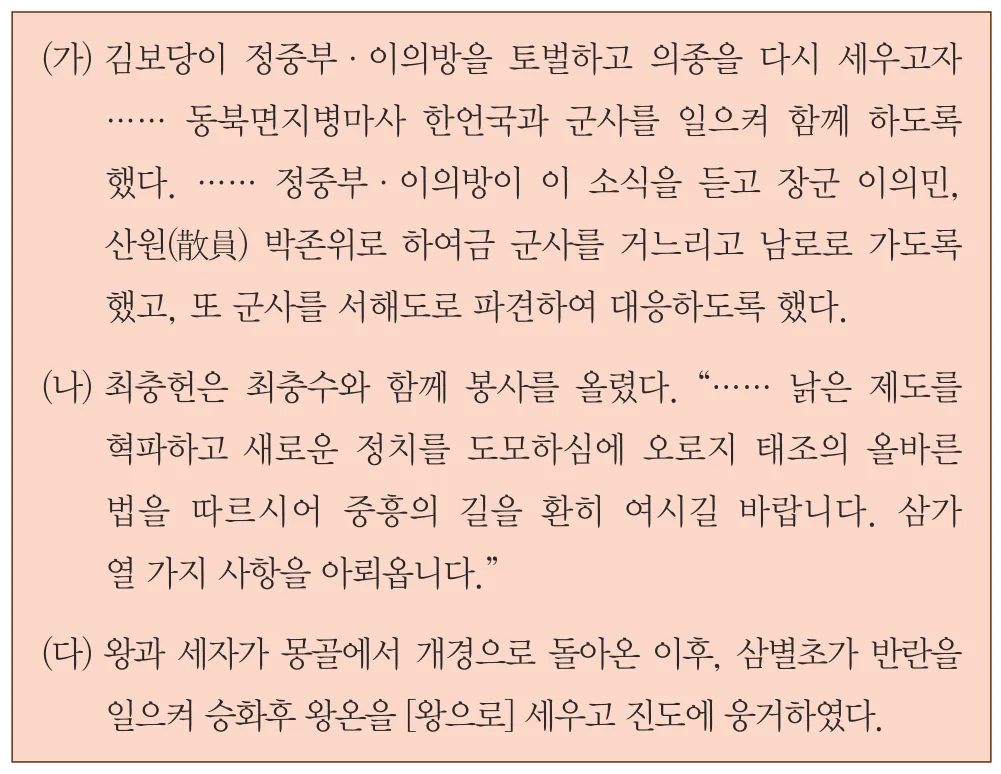 (가) 김보당이 정중부 · 이의방을 토벌하고 의종을 다시 세우고자
…… 동북면지병마사 한언국과 군사를 일으켜 함께 하도록
했다. …… 정중부 · 이의방이 이 소식을 듣고 장군 이의민,
산원(散員) 박존위로 하여금 군사를 거느리고 남로로 가도록
했고, 또 군사를 서해도로 파견하여 대응하도록 했다.
(나) 최충헌은 최충수와 함께 봉사를 올렸다. “…… 낡은 제도를
혁파하고 새로운 정치를 도모하심에 오로지 태조의 올바른
법을 따르시어 중흥의 길을 환히 여시길 바랍니다. 삼가
열 가지 사항을 아뢰옵니다.”
(다) 왕과 세자가 몽골에서 개경으로 돌아온 이후, 삼별초가 반란을
일으켜 승화후 왕온을 [왕으로] 세우고 진도에 웅거하였다.